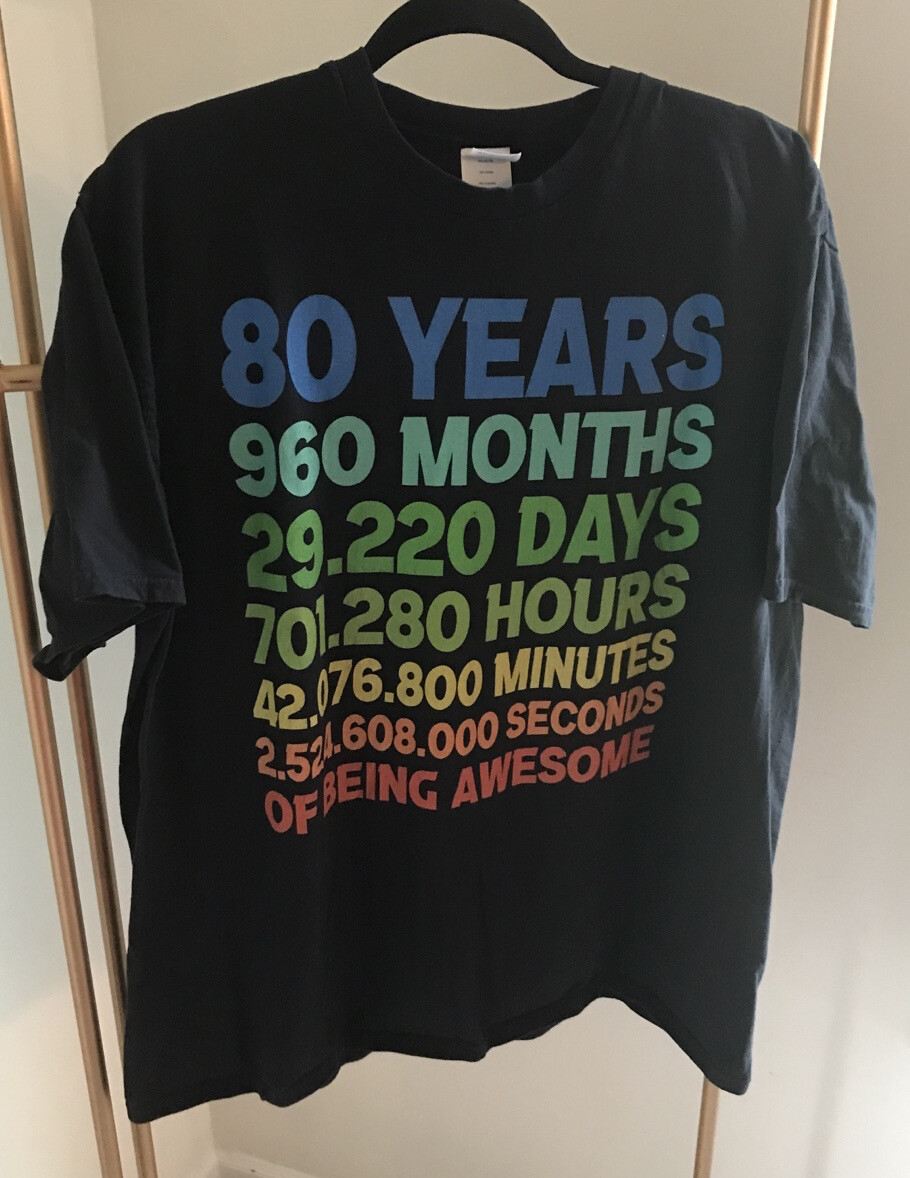 80 YEARS
960 MONTHS
29.220 DAYS
701.280 HOURS
42.076.800 MINUTES
2.524.608.000 SECONDS
OF BEING AWESOME